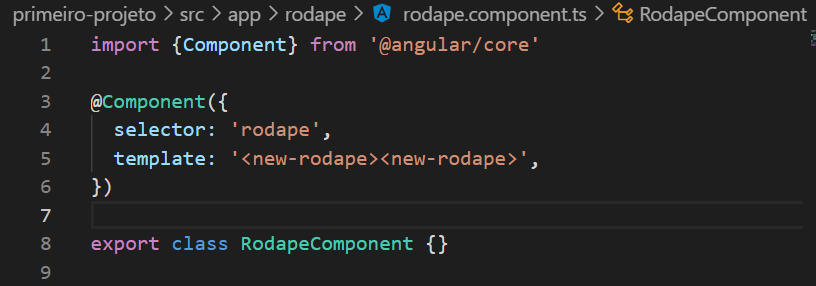 primeiro-projeto > src > app > rodape > rodape.component.ts > RodapeComponent
1 import {Component} from '@angular/core'
2
3 @Component({
4 selector: 'rodape',
5 template: '<new-rodape><new-rodape>',
6 })
7
8 export class RodapeComponent {}
9